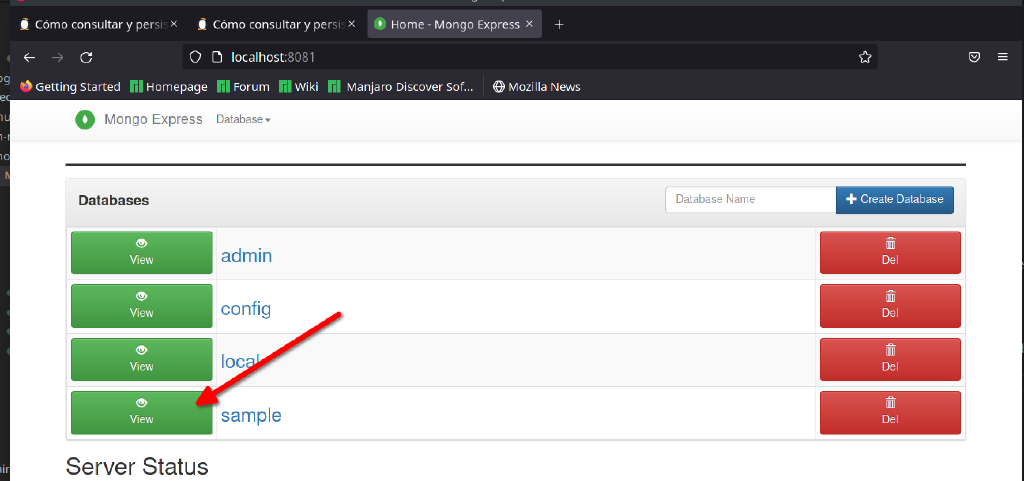 Cómo consultar y persis
Cómo consultar y persis
Home - Mongo Express
localhost:8081
Getting Started
Homepage
Forum
Wiki
Manjaro Discover Sof...
Mozilla News
Mongo Express
Database
Databases
Database Name
Create Database
View
admin
Del
View
config
Del
View
local
Del
View
sample
Del
Server Status